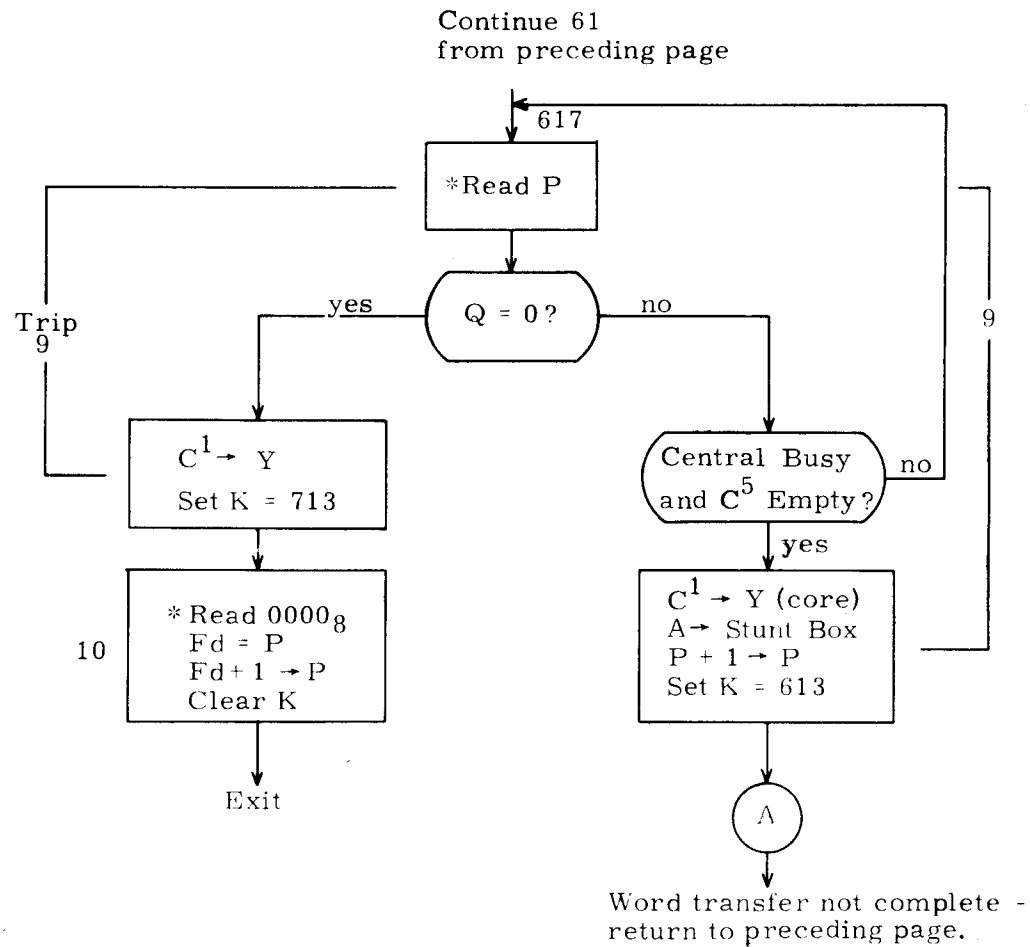 Continue 61
from preceding page
617
*Read P
Trip
9
yes
Q = 0?
no
9
C¹ → Y
Set K = 713
Central Busy
and C⁵ Empty?
no
yes
10
* Read 0000₈
Fd = P
Fd + 1 → P
Clear K
C¹ → Y (core)
A → Stunt Box
P + 1 → P
Set K = 613
Exit
A
Word transfer not complete -
return to preceding page.